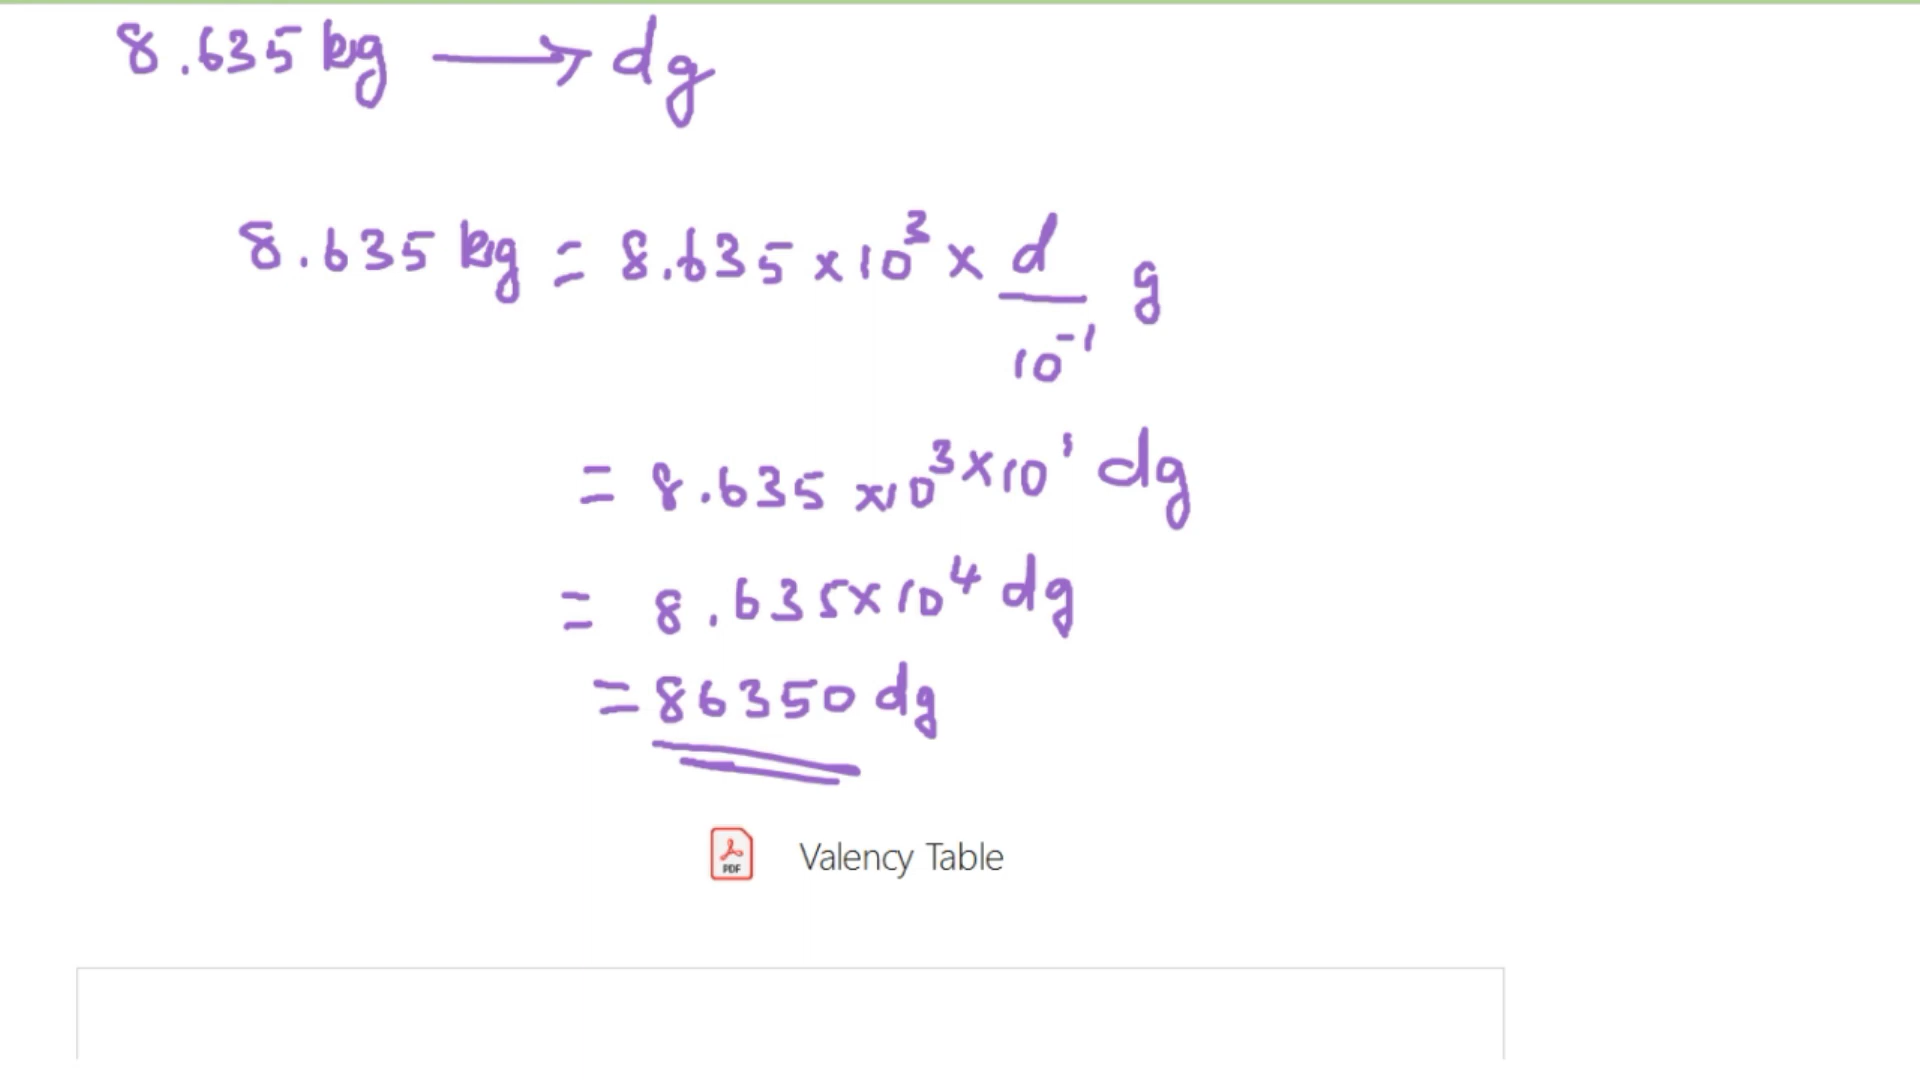 8.635 kg → dg
8.635 kg = 8.635 × 10³ × d/10⁻¹ g
= 8.635 × 10³ × 10¹ dg
= 8.635 × 10⁴ dg
= 86350 dg
PDF Valency Table